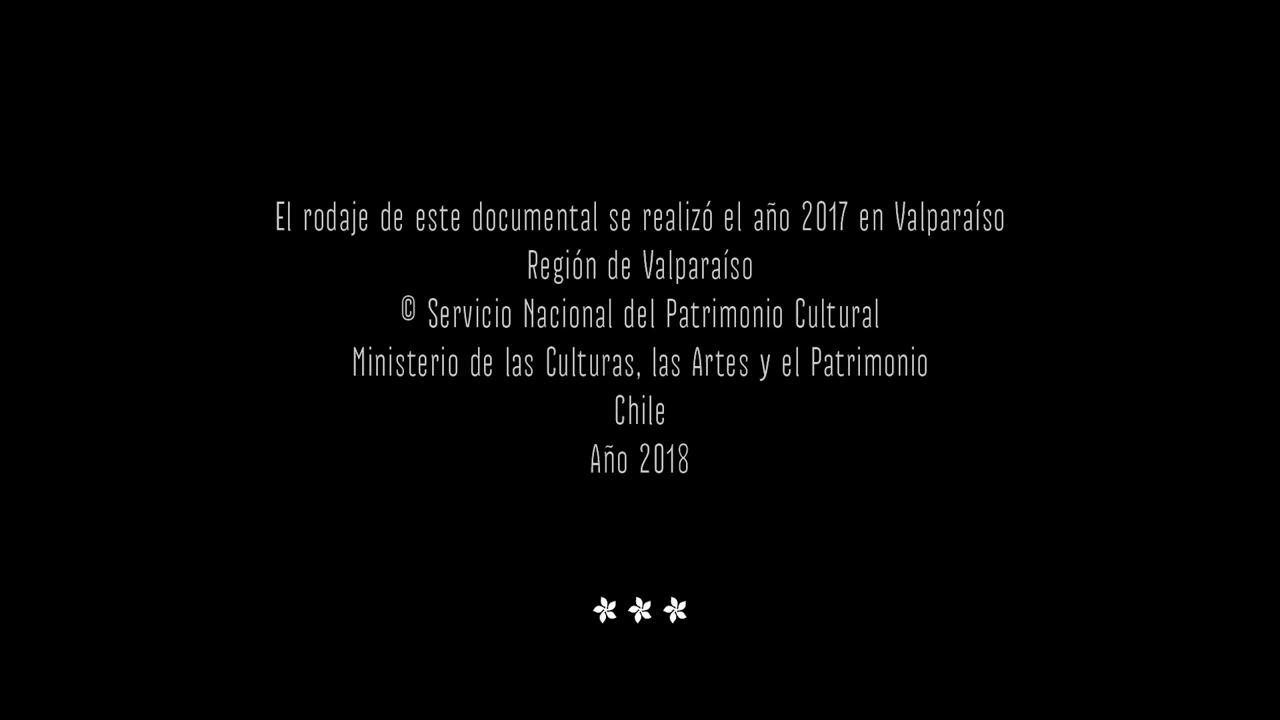 El rodaje de este documental se realizó el año 2017 en Valparaíso
Región de Valparaíso
© Servicio Nacional del Patrimonio Cultural
Ministerio de las Culturas, las Artes y el Patrimonio
Chile
Año 2018